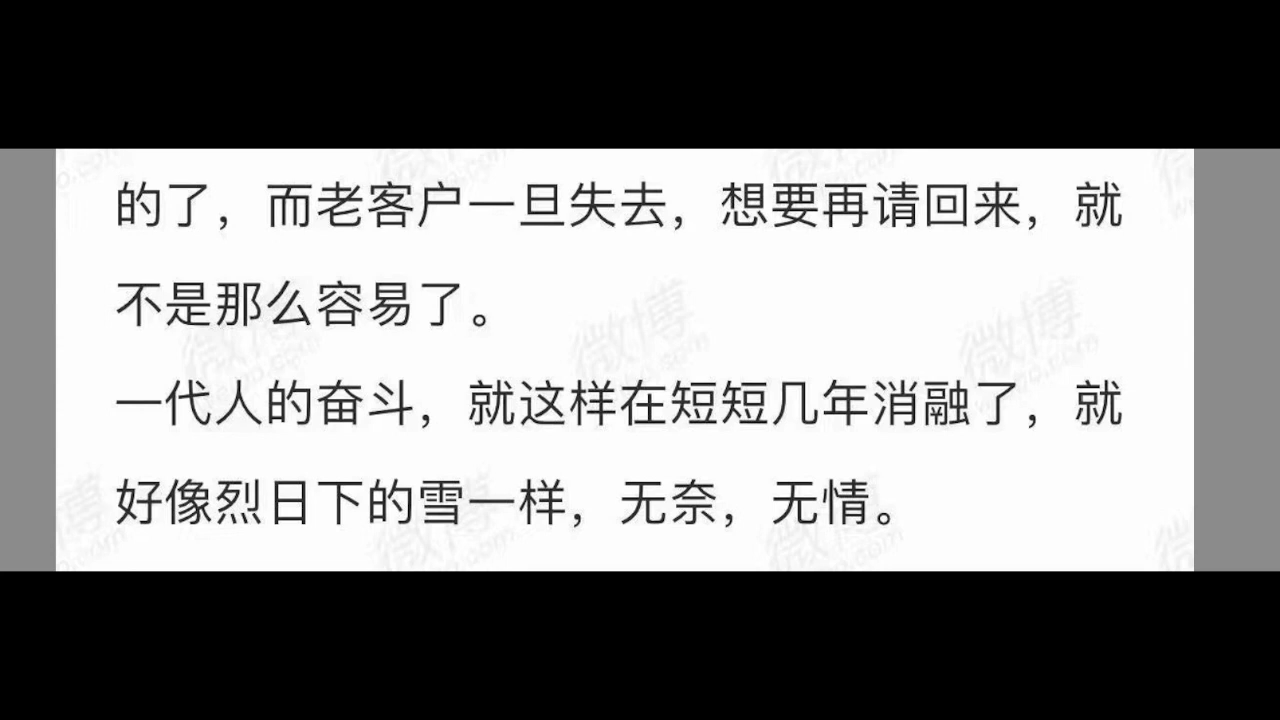 的了，而老客户一旦失去，想要再请回来，就
不是那么容易了。
一代人的奋斗，就这样在短短几年消融了，就
好像烈日下的雪一样，无奈，无情。